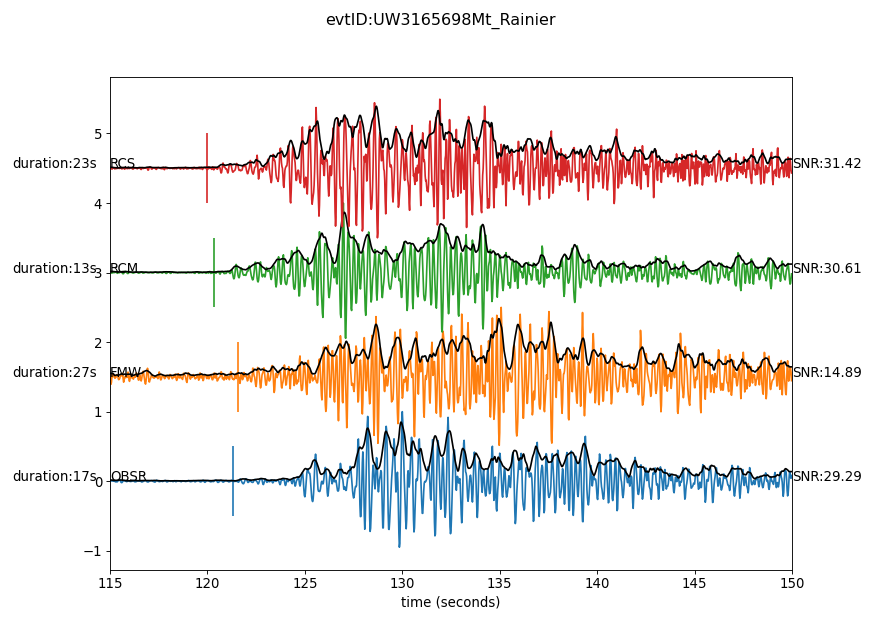 evtID:UW3165698Mt_Rainier
5
duration:23s RCS SNR:31.42
4
duration:13s 3 RCM SNR:30.61
2
duration:27s FMW SNR:14.89
1
duration:17s 0 OBSR SNR:29.29
−1
115 120 125 130 135 140 145 150
time (seconds)